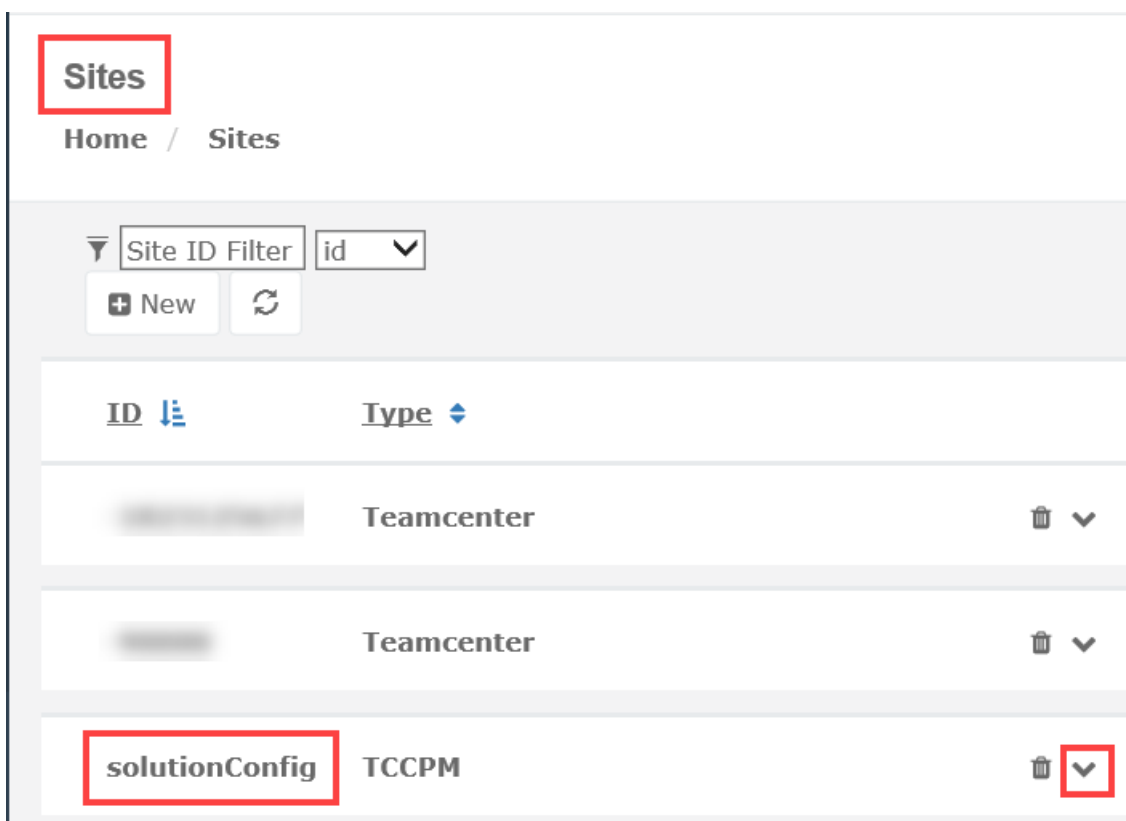 Sites
Home / Sites
Site ID Filter id
New
ID Type
Teamcenter
Teamcenter
solutionConfig TCCPM